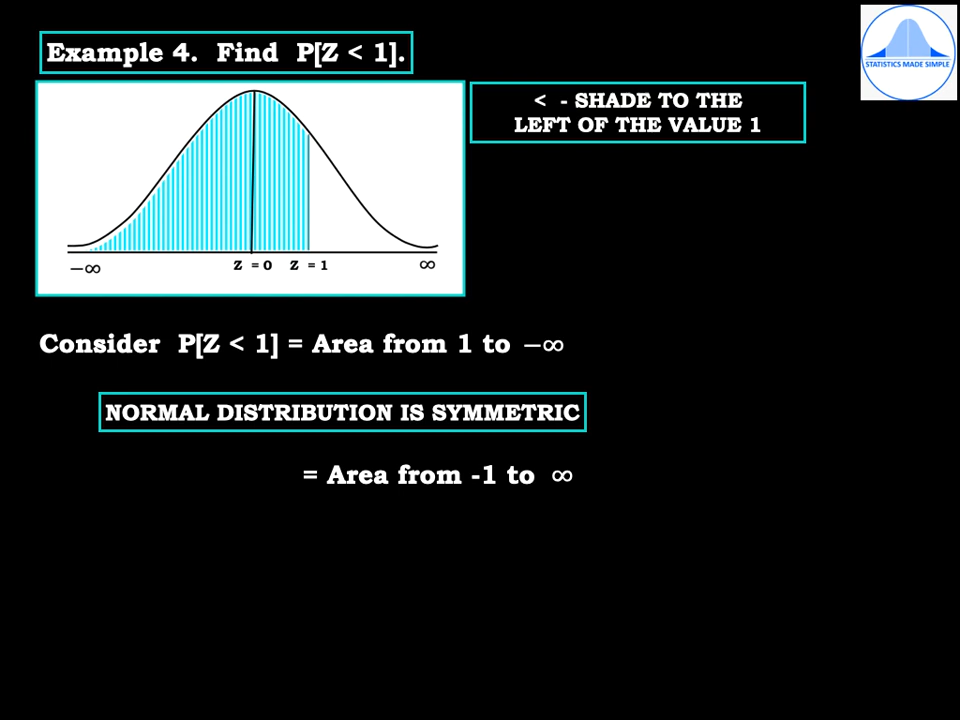 Example 4. Find P[Z < 1].
STATISTICS MADE SIMPLE
< - SHADE TO THE
LEFT OF THE VALUE 1
−∞ Z = 0 Z = 1 ∞
Consider P[Z < 1] = Area from 1 to −∞
NORMAL DISTRIBUTION IS SYMMETRIC
= Area from -1 to ∞